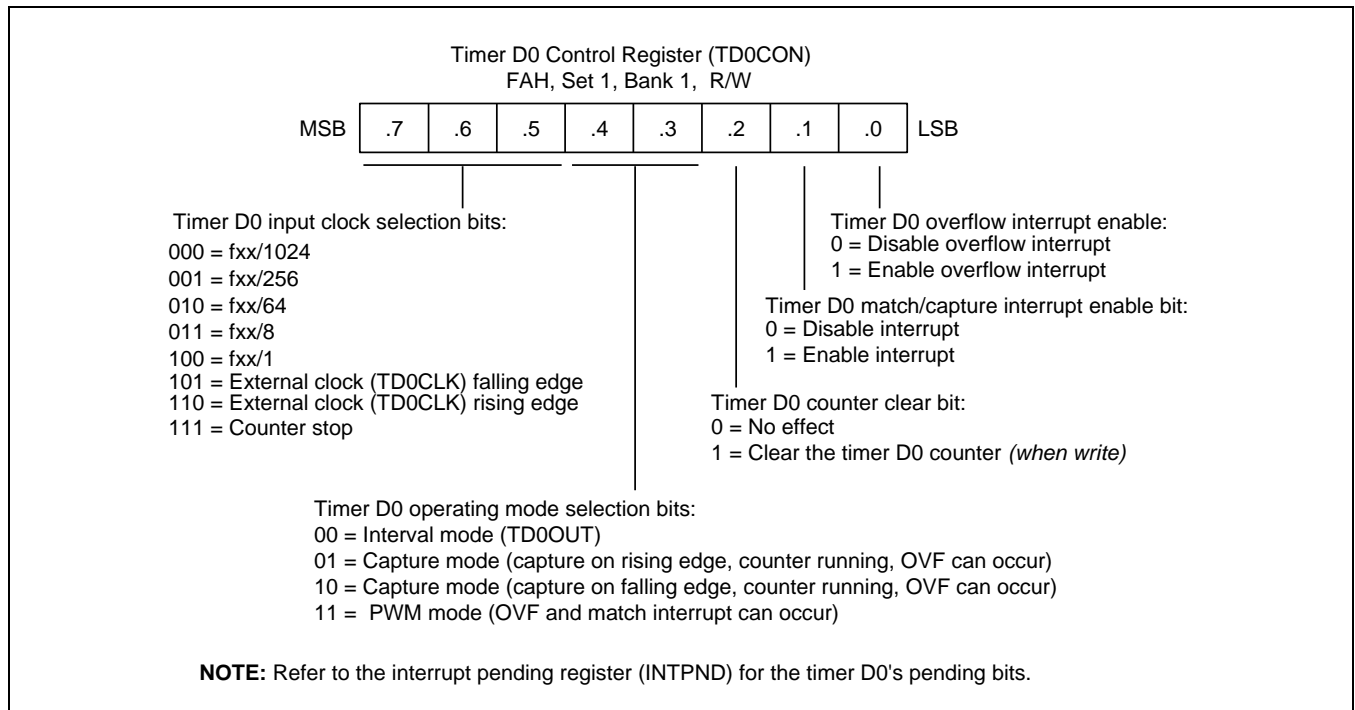 Timer D0 Control Register (TD0CON)
FAH, Set 1, Bank 1, R/W
MSB .7 .6 .5 .4 .3 .2 .1 .0 LSB
Timer D0 input clock selection bits:
000 = fxx/1024
001 = fxx/256
010 = fxx/64
011 = fxx/8
100 = fxx/1
101 = External clock (TD0CLK) falling edge
110 = External clock (TD0CLK) rising edge
111 = Counter stop
Timer D0 overflow interrupt enable:
0 = Disable overflow interrupt
1 = Enable overflow interrupt
Timer D0 match/capture interrupt enable bit:
0 = Disable interrupt
1 = Enable interrupt
Timer D0 counter clear bit:
0 = No effect
1 = Clear the timer D0 counter (when write)
Timer D0 operating mode selection bits:
00 = Interval mode (TD0OUT)
01 = Capture mode (capture on rising edge, counter running, OVF can occur)
10 = Capture mode (capture on falling edge, counter running, OVF can occur)
11 = PWM mode (OVF and match interrupt can occur)
NOTE: Refer to the interrupt pending register (INTPND) for the timer D0's pending bits.